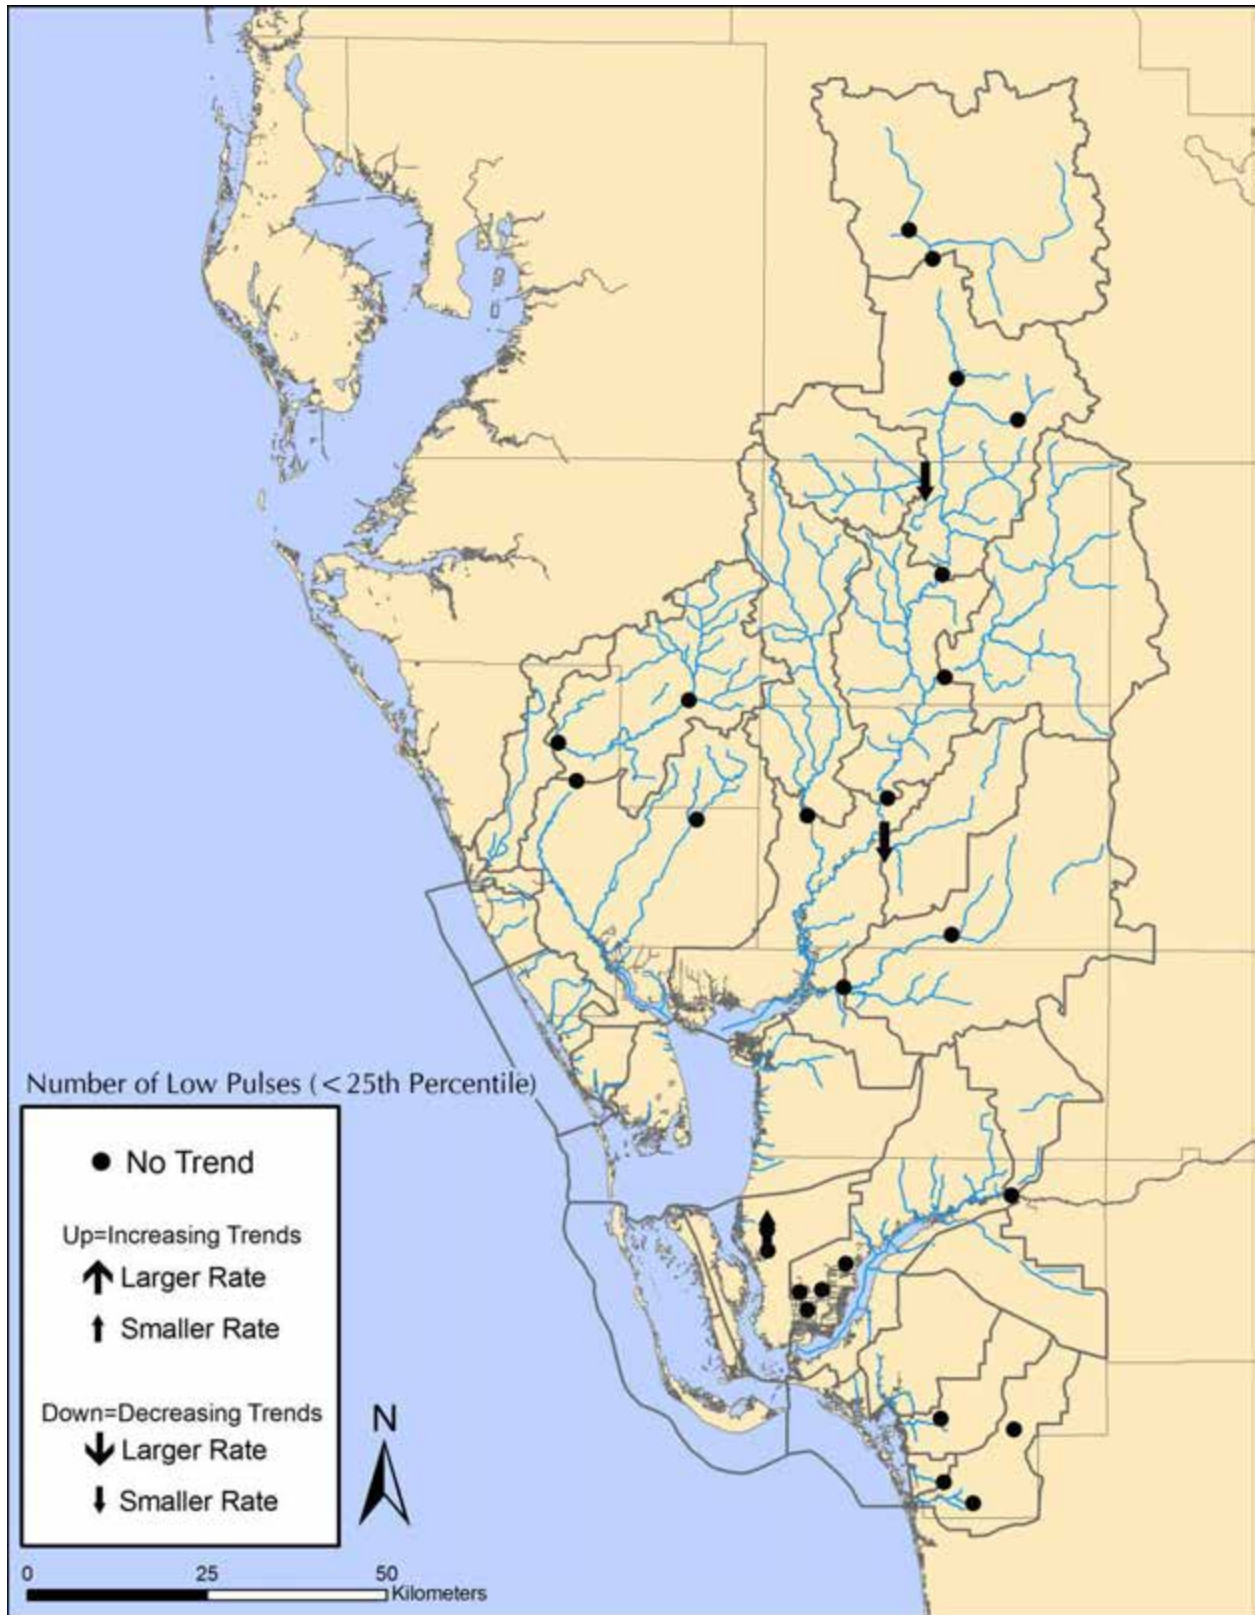 Number of Low Pulses (< 25th Percentile)
No Trend
Up=Increasing Trends
Larger Rate
Smaller Rate
Down=Decreasing Trends
Larger Rate
Smaller Rate
N
0 25 50
Kilometers